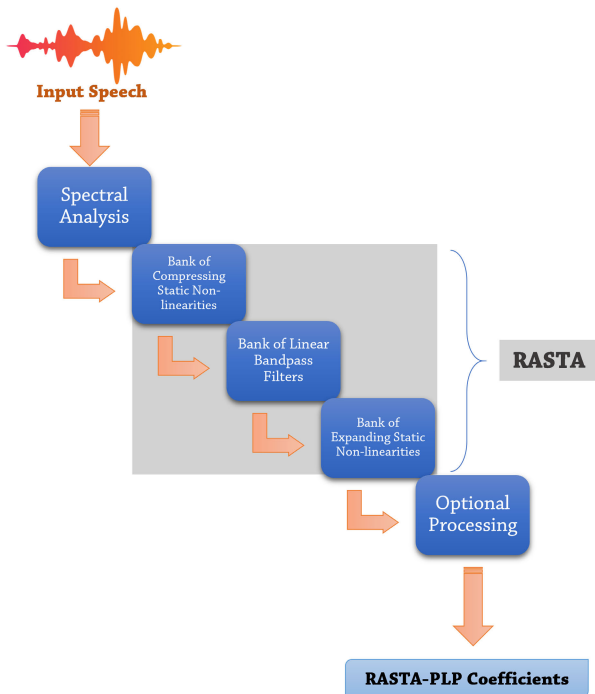 Input Speech
Spectral
Analysis
Bank of
Compressing
Static Non-
linearities
Bank of Linear
Bandpass
Filters
RASTA
Bank of
Expanding Static
Non-linearities
Optional
Processing
RASTA-PLP Coefficients